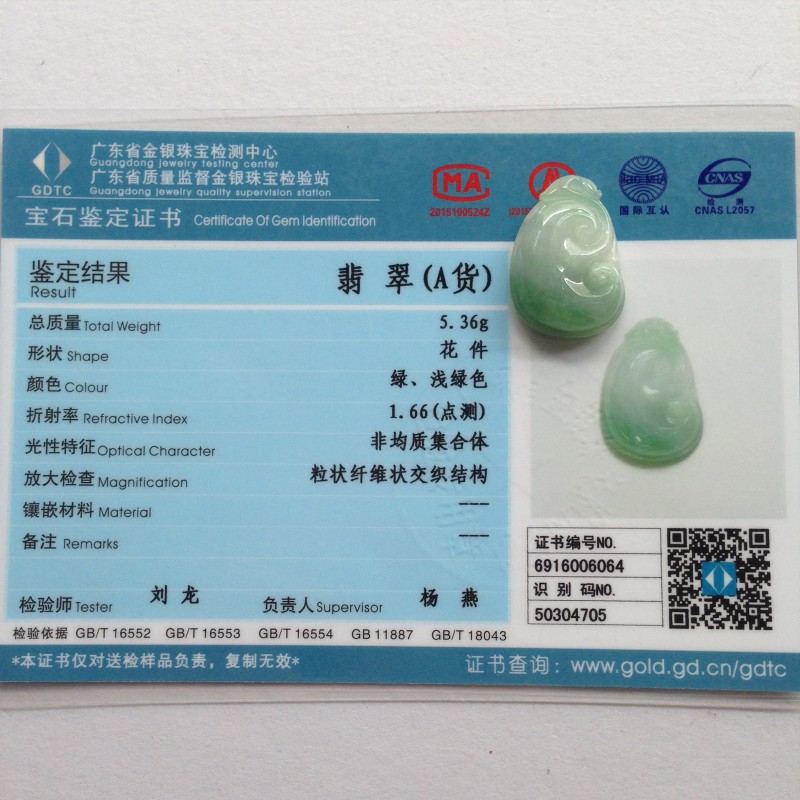 广东省金银珠宝检测中心
Guangdong jewelry testing center
广东省质量监督金银珠宝检验站
Guangdong jewelry quality supervision station
GDTC
宝石鉴定证书 Certificate Of Gem Identification
MA
2015190524Z
国际互认
CNAS
检测
CNAS L2057
鉴定结果 翡翠(A货)
Result
总质量 Total Weight 5.36g
形状 Shape 花件
颜色 Colour 绿、浅绿色
折射率 Refractive Index 1.66(点测)
光性特征 Optical Character 非均质集合体
放大检查 Magnification 粒状纤维状交织结构
镶嵌材料 Material ---
备注 Remarks ---
检验师 Tester 刘龙 负责人 Supervisor 杨燕
证书编号NO.
6916006064
识别码NO.
50304705
检验依据 GB/T 16552 GB/T 16553 GB/T 16554 GB 11887 GB/T 18043
*本证书仅对送检样品负责，复制无效*
证书查询：www.gold.gd.cn/gdtc